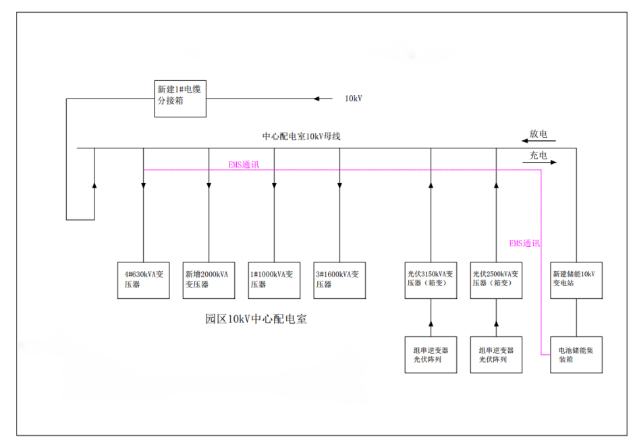 新建1#电缆
分接箱
10kV
中心配电室10kV母线
放电
充电
EMS通讯
EMS通讯
4#630kVA变
压器
新增2000kVA
变压器
1#1000kVA变
压器
3#1600kVA变
压器
光伏3150kVA变
压器（箱变）
光伏2500kVA变
压器（箱变）
新建储能10kV
变电站
园区10kV中心配电室
组串逆变器
光伏阵列
组串逆变器
光伏阵列
电池储能集
装箱